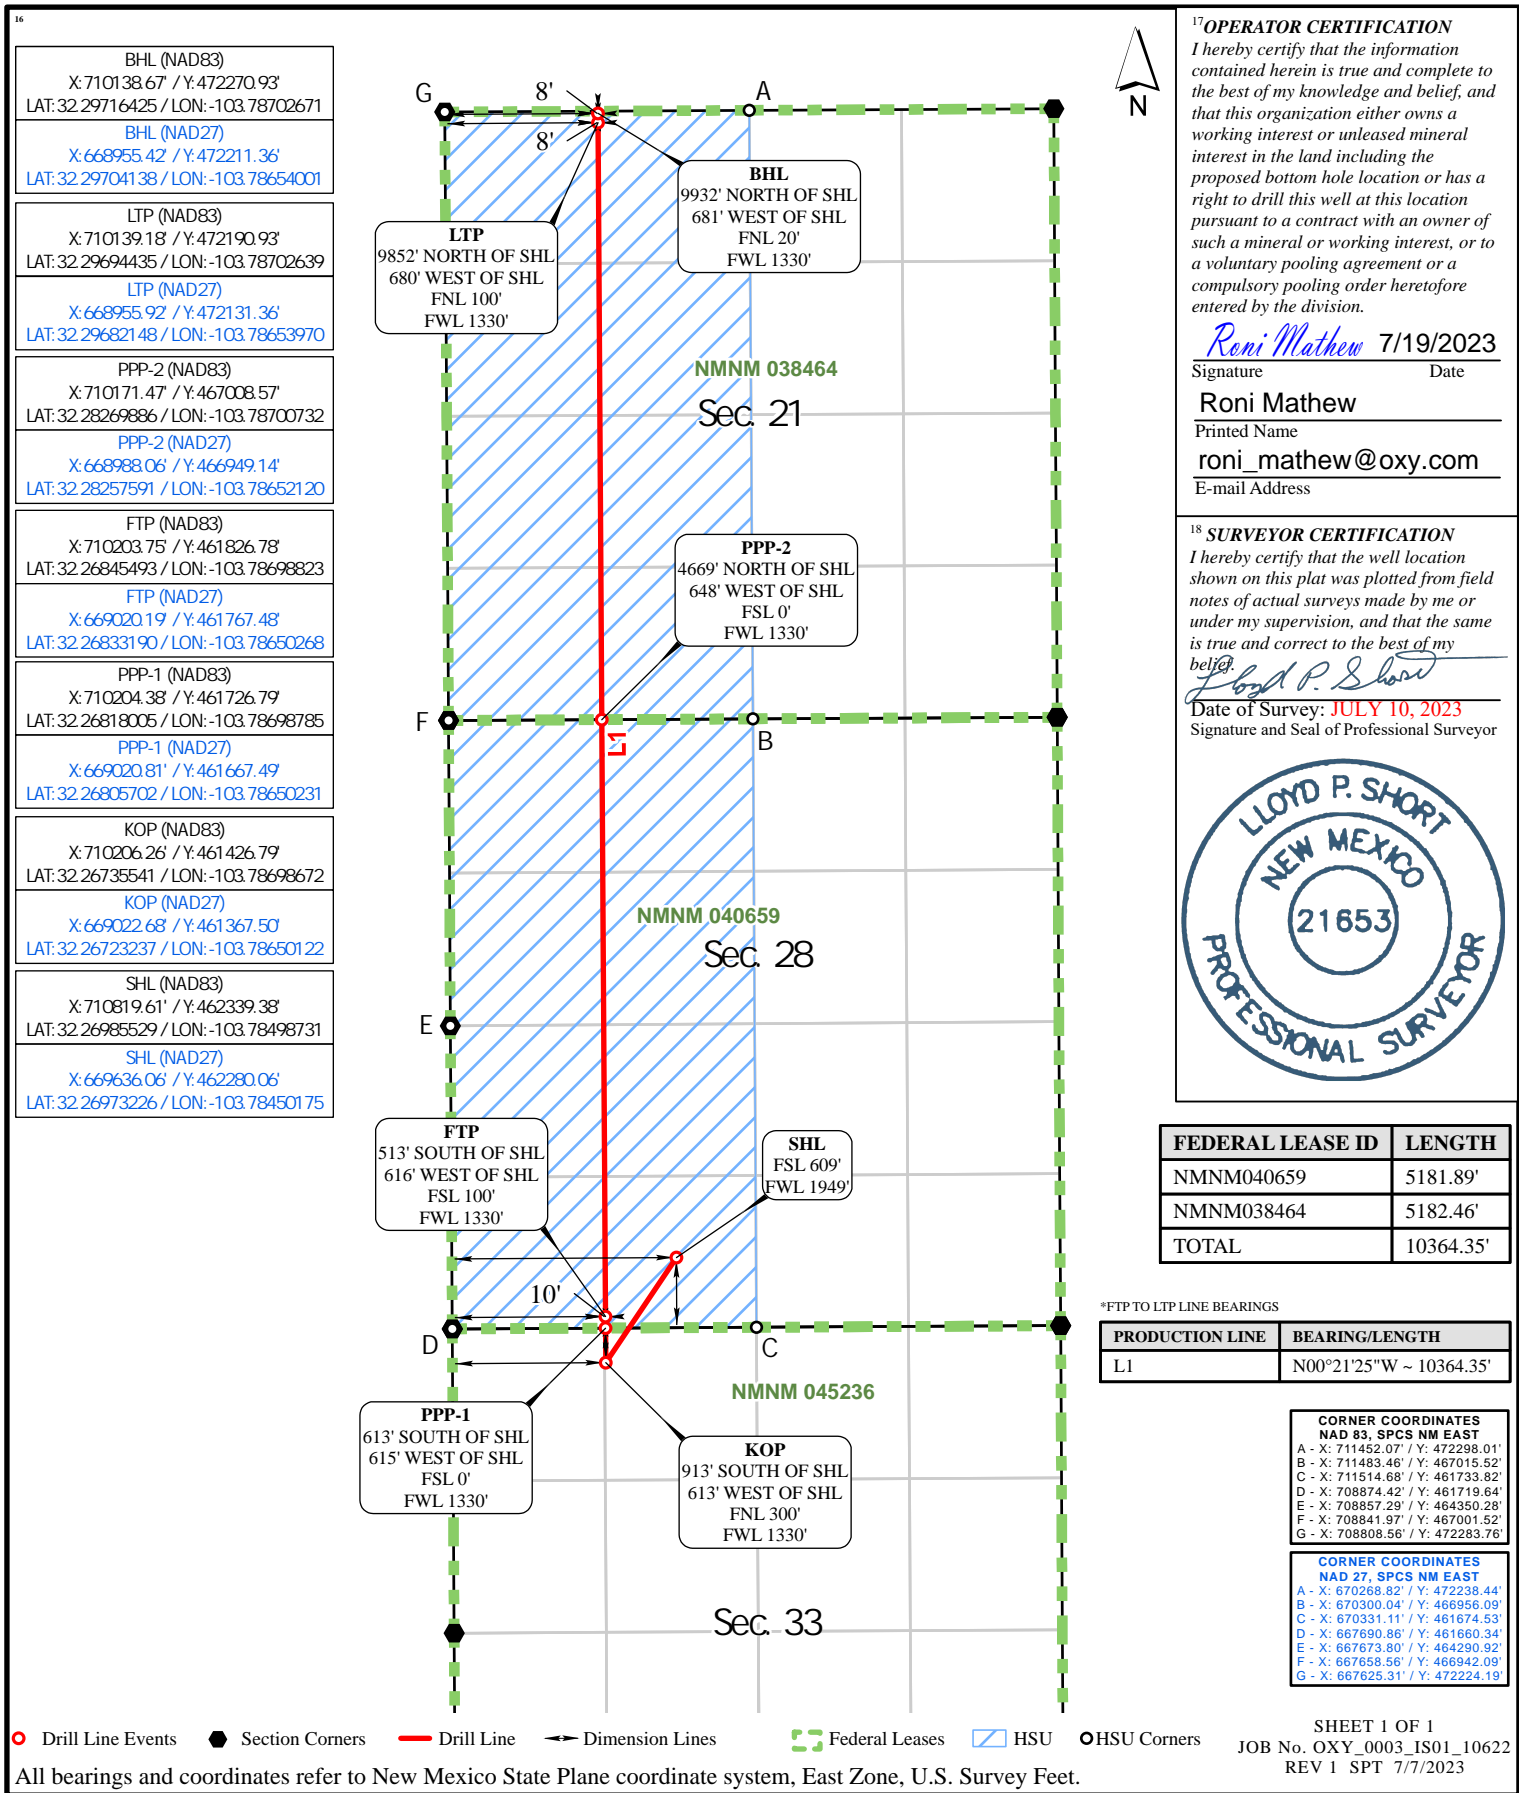 16
BHL (NAD83)
X:710138.67' / Y:472270.93'
LAT:32.29716425 / LON:-103.78702671
BHL (NAD27)
X:668955.42' / Y:472211.36'
LAT:32.29704138 / LON:-103.78654001
LTP (NAD83)
X:710139.18' / Y:472190.93'
LAT:32.29694435 / LON:-103.78702639
LTP (NAD27)
X:668955.92' / Y:472131.36'
LAT:32.29682148 / LON:-103.78653970
PPP-2 (NAD83)
X:710171.47' / Y:467008.57'
LAT:32.28269886 / LON:-103.78700732
PPP-2 (NAD27)
X:668988.06' / Y:466949.14'
LAT:32.28257591 / LON:-103.78652120
FTP (NAD83)
X:710203.75' / Y:461826.78'
LAT:32.26845493 / LON:-103.78698823
FTP (NAD27)
X:669020.19' / Y:461767.48'
LAT:32.26833190 / LON:-103.78650268
PPP-1 (NAD83)
X:710204.38' / Y:461726.79'
LAT:32.26818005 / LON:-103.78698785
PPP-1 (NAD27)
X:669020.81' / Y:461667.49'
LAT:32.26805702 / LON:-103.78650231
KOP (NAD83)
X:710206.26' / Y:461426.79'
LAT:32.26735541 / LON:-103.78698672
KOP (NAD27)
X:669022.68' / Y:461367.50'
LAT:32.26723237 / LON:-103.78650122
SHL (NAD83)
X:710819.61' / Y:462339.38'
LAT:32.26985529 / LON:-103.78498731
SHL (NAD27)
X:669636.06' / Y:462280.06'
LAT:32.26973226 / LON:-103.78450175
G
8'
A
N
8'
BHL
9932' NORTH OF SHL
681' WEST OF SHL
FNL 20'
FWL 1330'
LTP
9852' NORTH OF SHL
680' WEST OF SHL
FNL 100'
FWL 1330'
NMNM 038464
Sec. 21
PPP-2
4669' NORTH OF SHL
648' WEST OF SHL
FSL 0'
FWL 1330'
F
L1
B
NMNM 040659
Sec. 28
E
FTP
513' SOUTH OF SHL
616' WEST OF SHL
FSL 100'
FWL 1330'
SHL
FSL 609'
FWL 1949'
10'
D
C
NMNM 045236
PPP-1
613' SOUTH OF SHL
615' WEST OF SHL
FSL 0'
FWL 1330'
KOP
913' SOUTH OF SHL
613' WEST OF SHL
FNL 300'
FWL 1330'
Sec. 33
17 OPERATOR CERTIFICATION
I hereby certify that the information
contained herein is true and complete to
the best of my knowledge and belief, and
that this organization either owns a
working interest or unleased mineral
interest in the land including the
proposed bottom hole location or has a
right to drill this well at this location
pursuant to a contract with an owner of
such a mineral or working interest, or to
a voluntary pooling agreement or a
compulsory pooling order heretofore
entered by the division.
Roni Mathew 7/19/2023
Signature Date
Roni Mathew
Printed Name
roni_mathew@oxy.com
E-mail Address
18 SURVEYOR CERTIFICATION
I hereby certify that the well location
shown on this plat was plotted from field
notes of actual surveys made by me or
under my supervision, and that the same
is true and correct to the best of my
belief.
Lloyd P. Short
Date of Survey: JULY 10, 2023
Signature and Seal of Professional Surveyor
LLOYD P. SHORT
NEW MEXICO
21653
PROFESSIONAL SURVEYOR
FEDERAL LEASE ID LENGTH
NMNM040659 5181.89'
NMNM038464 5182.46'
TOTAL 10364.35'
*FTP TO LTP LINE BEARINGS
PRODUCTION LINE BEARING/LENGTH
L1 N00°21'25"W ~ 10364.35'
CORNER COORDINATES
NAD 83, SPCS NM EAST
A - X: 711452.07' / Y: 472298.01'
B - X: 711483.46' / Y: 467015.52'
C - X: 711514.68' / Y: 461733.82'
D - X: 708874.42' / Y: 461719.64'
E - X: 708857.29' / Y: 464350.28'
F - X: 708841.97' / Y: 467001.52'
G - X: 708808.56' / Y: 472283.76'
CORNER COORDINATES
NAD 27, SPCS NM EAST
A - X: 670268.82' / Y: 472238.44'
B - X: 670300.04' / Y: 466956.09'
C - X: 670331.11' / Y: 461674.53'
D - X: 667690.86' / Y: 461660.34'
E - X: 667673.80' / Y: 464290.92'
F - X: 667658.56' / Y: 466942.09'
G - X: 667625.31' / Y: 472224.19'
Drill Line Events Section Corners Drill Line Dimension Lines Federal Leases HSU HSU Corners
All bearings and coordinates refer to New Mexico State Plane coordinate system, East Zone, U.S. Survey Feet.
SHEET 1 OF 1
JOB No. OXY_0003_IS01_10622
REV 1 SPT 7/7/2023